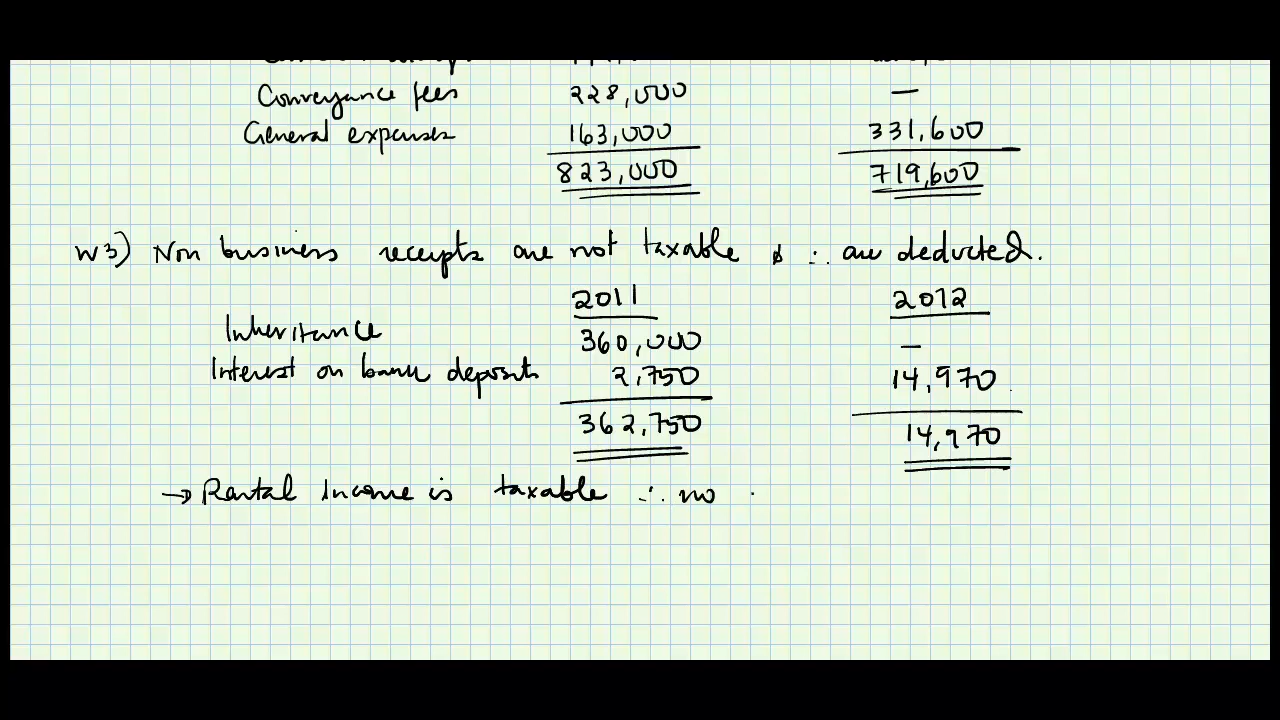 Conveyance fees 228,000 —
General expenses 163,000 331,600
823,000 719,600
W3) Non business receipts are not taxable & ∴ are deducted.
2011 2012
Inheritance 360,000 —
Interest on bank deposits 2,750 14,970
362,750 14,970
→ Rental Income is taxable ∴ no